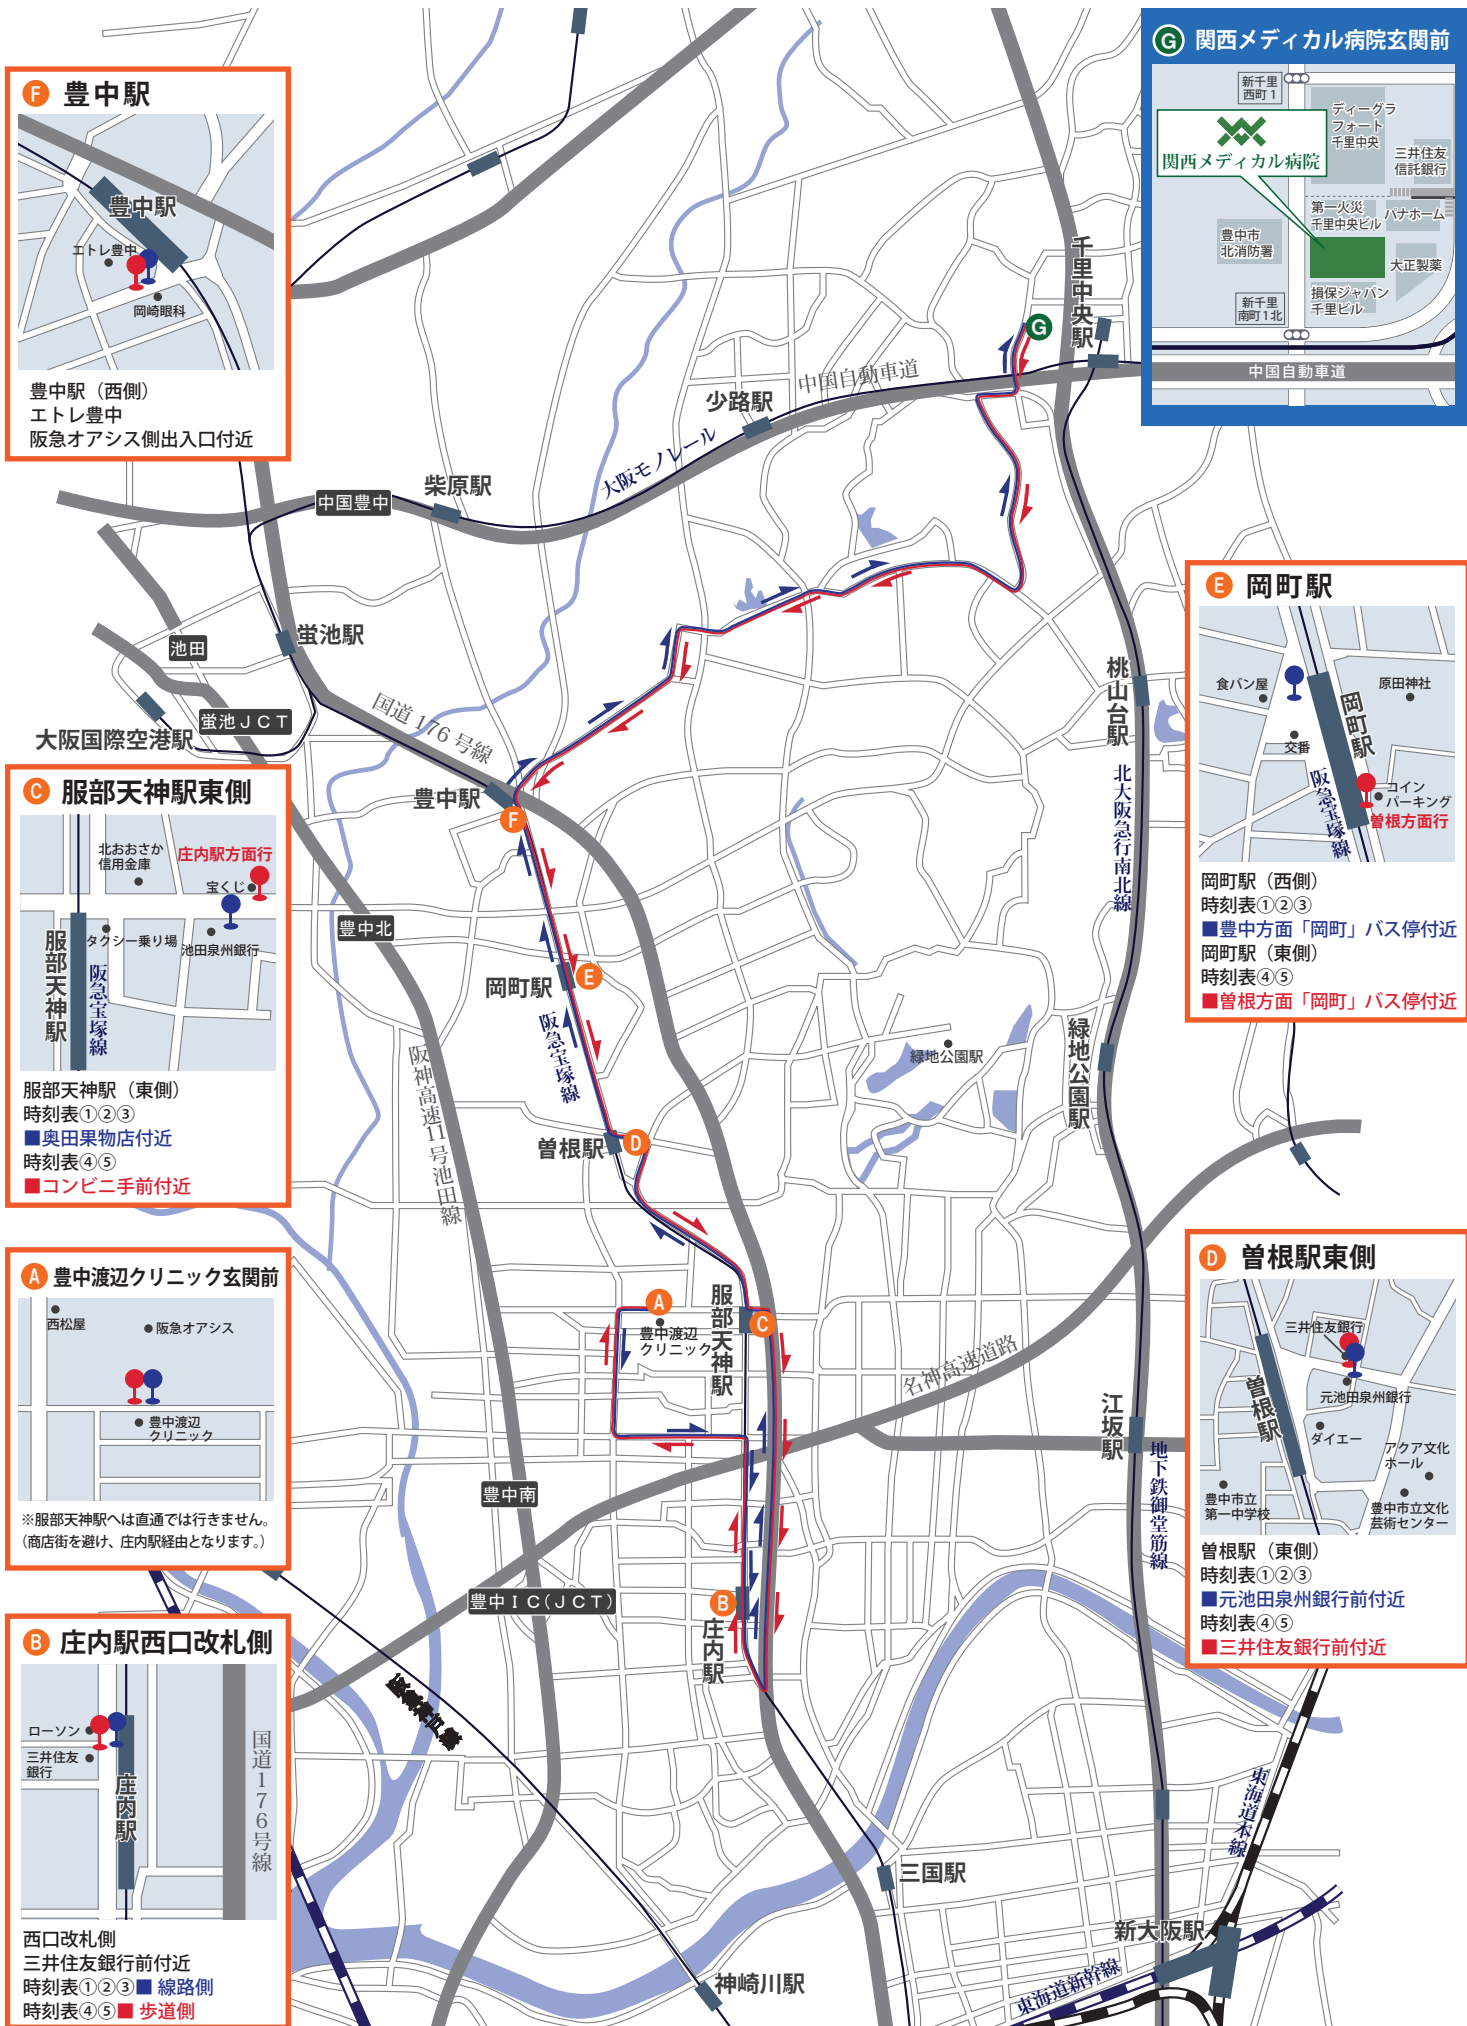 F 豊中駅
豊中駅
エトレ豊中
岡崎眼科
豊中駅（西側）
エトレ豊中
阪急オアシス側出入口付近
G 関西メディカル病院玄関前
新千里
西町1
ディーグラ
フォート
千里中央
関西メディカル病院
三井住友
信託銀行
第一火災
千里中央ビル
パナホーム
豊中市
北消防署
大正製薬
新千里
南町1北
損保ジャパン
千里ビル
中国自動車道
千里中央駅
G
中国自動車道
少路駅
大阪モノレール
柴原駅
中国豊中
池田
蛍池駅
蛍池JCT
大阪国際空港駅
国道176号線
豊中駅
F
桃山台駅
北大阪急行南北線
E 岡町駅
食パン屋
原田神社
交番
岡町駅
阪急宝塚線
コイン
パーキング
曽根方面行
岡町駅（西側）
時刻表①②③
■豊中方面「岡町」バス停付近
岡町駅（東側）
時刻表④⑤
■曽根方面「岡町」バス停付近
C 服部天神駅東側
北おおさか
信用金庫
庄内駅方面行
宝くじ
タクシー乗り場
池田泉州銀行
服部天神駅
阪急宝塚線
服部天神駅（東側）
時刻表①②③
■奥田果物店付近
時刻表④⑤
■コンビニ手前付近
豊中北
岡町駅
E
阪急宝塚線
阪神高速11号池田線
緑地公園駅
緑地公園駅
曽根駅
D
A 豊中渡辺クリニック玄関前
西松屋
阪急オアシス
豊中渡辺
クリニック
※服部天神駅へは直通では行きません。
（商店街を避け、庄内駅経由となります。）
A
豊中渡辺
クリニック
服部天神駅
C
名神高速道路
江坂駅
地下鉄御堂筋線
D 曽根駅東側
三井住友銀行
曽根駅
元池田泉州銀行
ダイエー
アクア文化
ホール
豊中市立
第一中学校
豊中市立文化
芸術センター
曽根駅（東側）
時刻表①②③
■元池田泉州銀行前付近
時刻表④⑤
■三井住友銀行前付近
豊中南
豊中IC(JCT)
B
庄内駅
阪急神戸線
B 庄内駅西口改札側
ローソン
三井住友
銀行
庄内駅
国道176号線
西口改札側
三井住友銀行前付近
時刻表①②③■ 線路側
時刻表④⑤■ 歩道側
東海道本線
三国駅
新大阪駅
神崎川駅
東海道新幹線